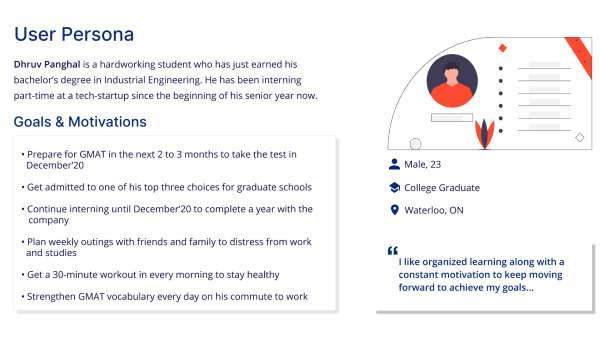 User Persona
Dhruv Panghal is a hardworking student who has just earned his
bachelor's degree in Industrial Engineering. He has been interning
part-time at a tech-startup since the beginning of his senior year now.
Goals & Motivations
• Prepare for GMAT in the next 2 to 3 months to take the test in
December'20
• Get admitted to one of his top three choices for graduate schools
• Continue interning until December'20 to complete a year with the
company
• Plan weekly outings with friends and family to distress from work
and studies
• Get a 30-minute workout in every morning to stay healthy
• Strengthen GMAT vocabulary every day on his commute to work
Male, 23
College Graduate
Waterloo, ON
“
I like organized learning along with a
constant motivation to keep moving
forward to achieve my goals...